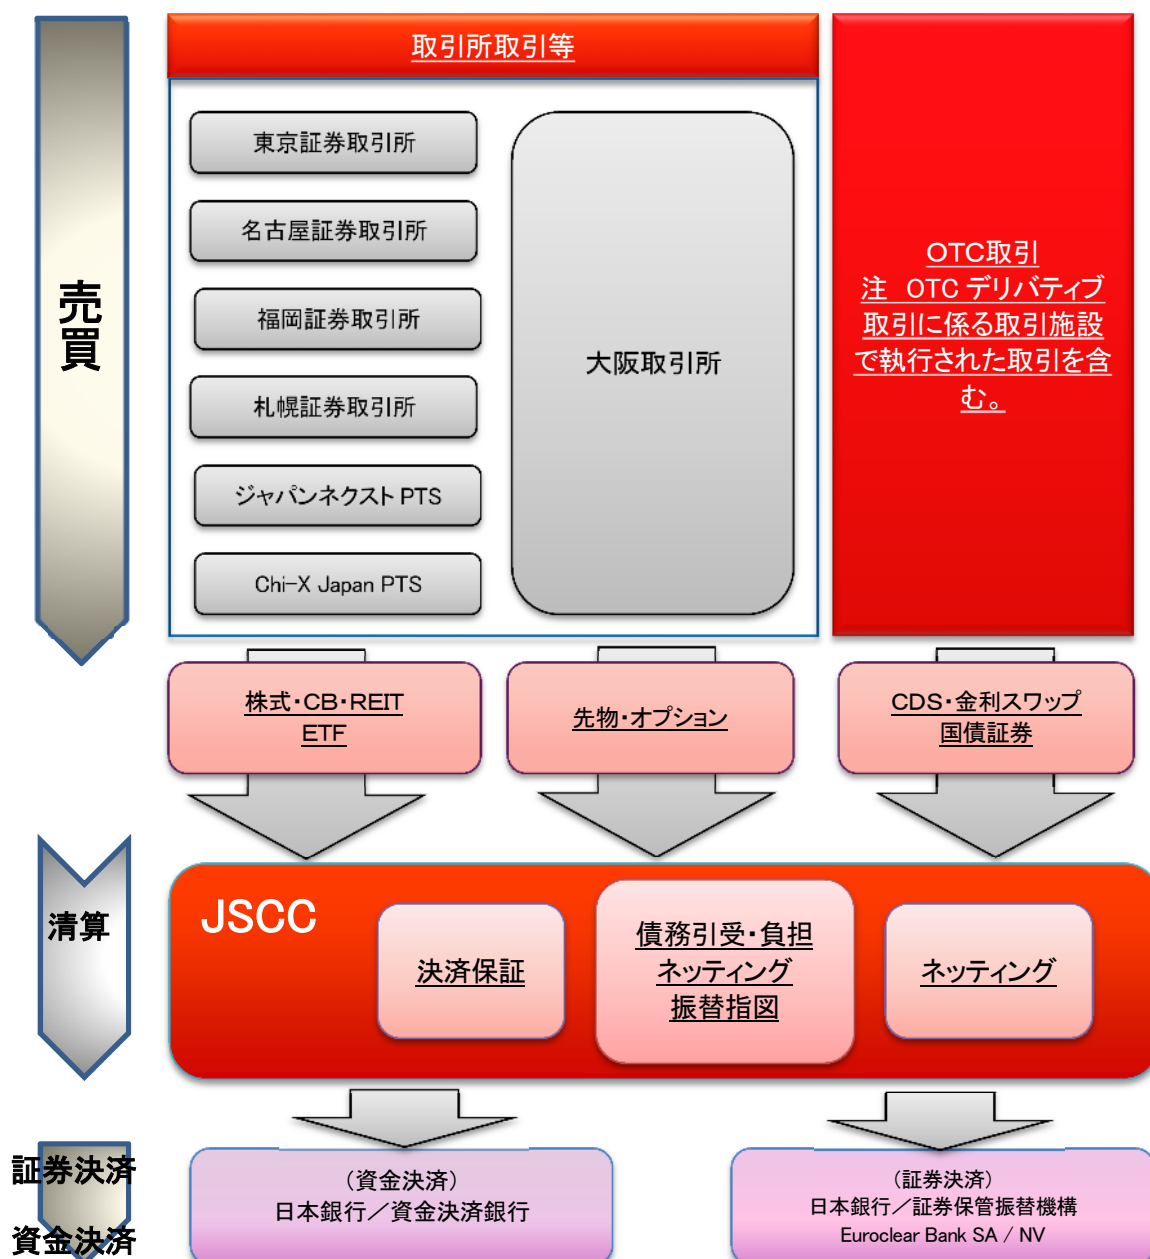 取引所取引等
東京証券取引所
名古屋証券取引所
福岡証券取引所
札幌証券取引所
ジャパンネクスト PTS
Chi-X Japan PTS
大阪取引所
OTC取引
注 OTC デリバティブ
取引に係る取引施設
で執行された取引を含
む。
売買
株式・CB・REIT
ETF
先物・オプション
CDS・金利スワップ
国債証券
清算
JSCC
決済保証
債務引受・負担
ネッティング
振替指図
ネッティング
証券決済
資金決済
(資金決済)
日本銀行／資金決済銀行
(証券決済)
日本銀行／証券保管振替機構
Euroclear Bank SA / NV